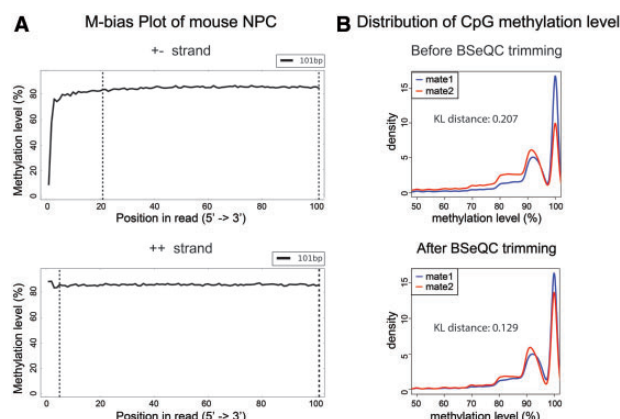 A M-bias Plot of mouse NPC
+- strand
101bp
Methylation level (%)
80
60
40
20
0
0 20 40 60 80 100
Position in read (5' -> 3')
++ strand
101bp
Methylation level (%)
80
60
40
20
0
0 20 40 60 80 100
Position in read (5' -> 3')
B Distribution of CpG methylation level
Before BSeQC trimming
mate1
mate2
KL distance: 0.207
density
15
10
5
0
50 60 70 80 90 100
methylation level (%)
After BSeQC trimming
mate1
mate2
KL distance: 0.129
density
15
10
5
0
50 60 70 80 90 100
methylation level (%)